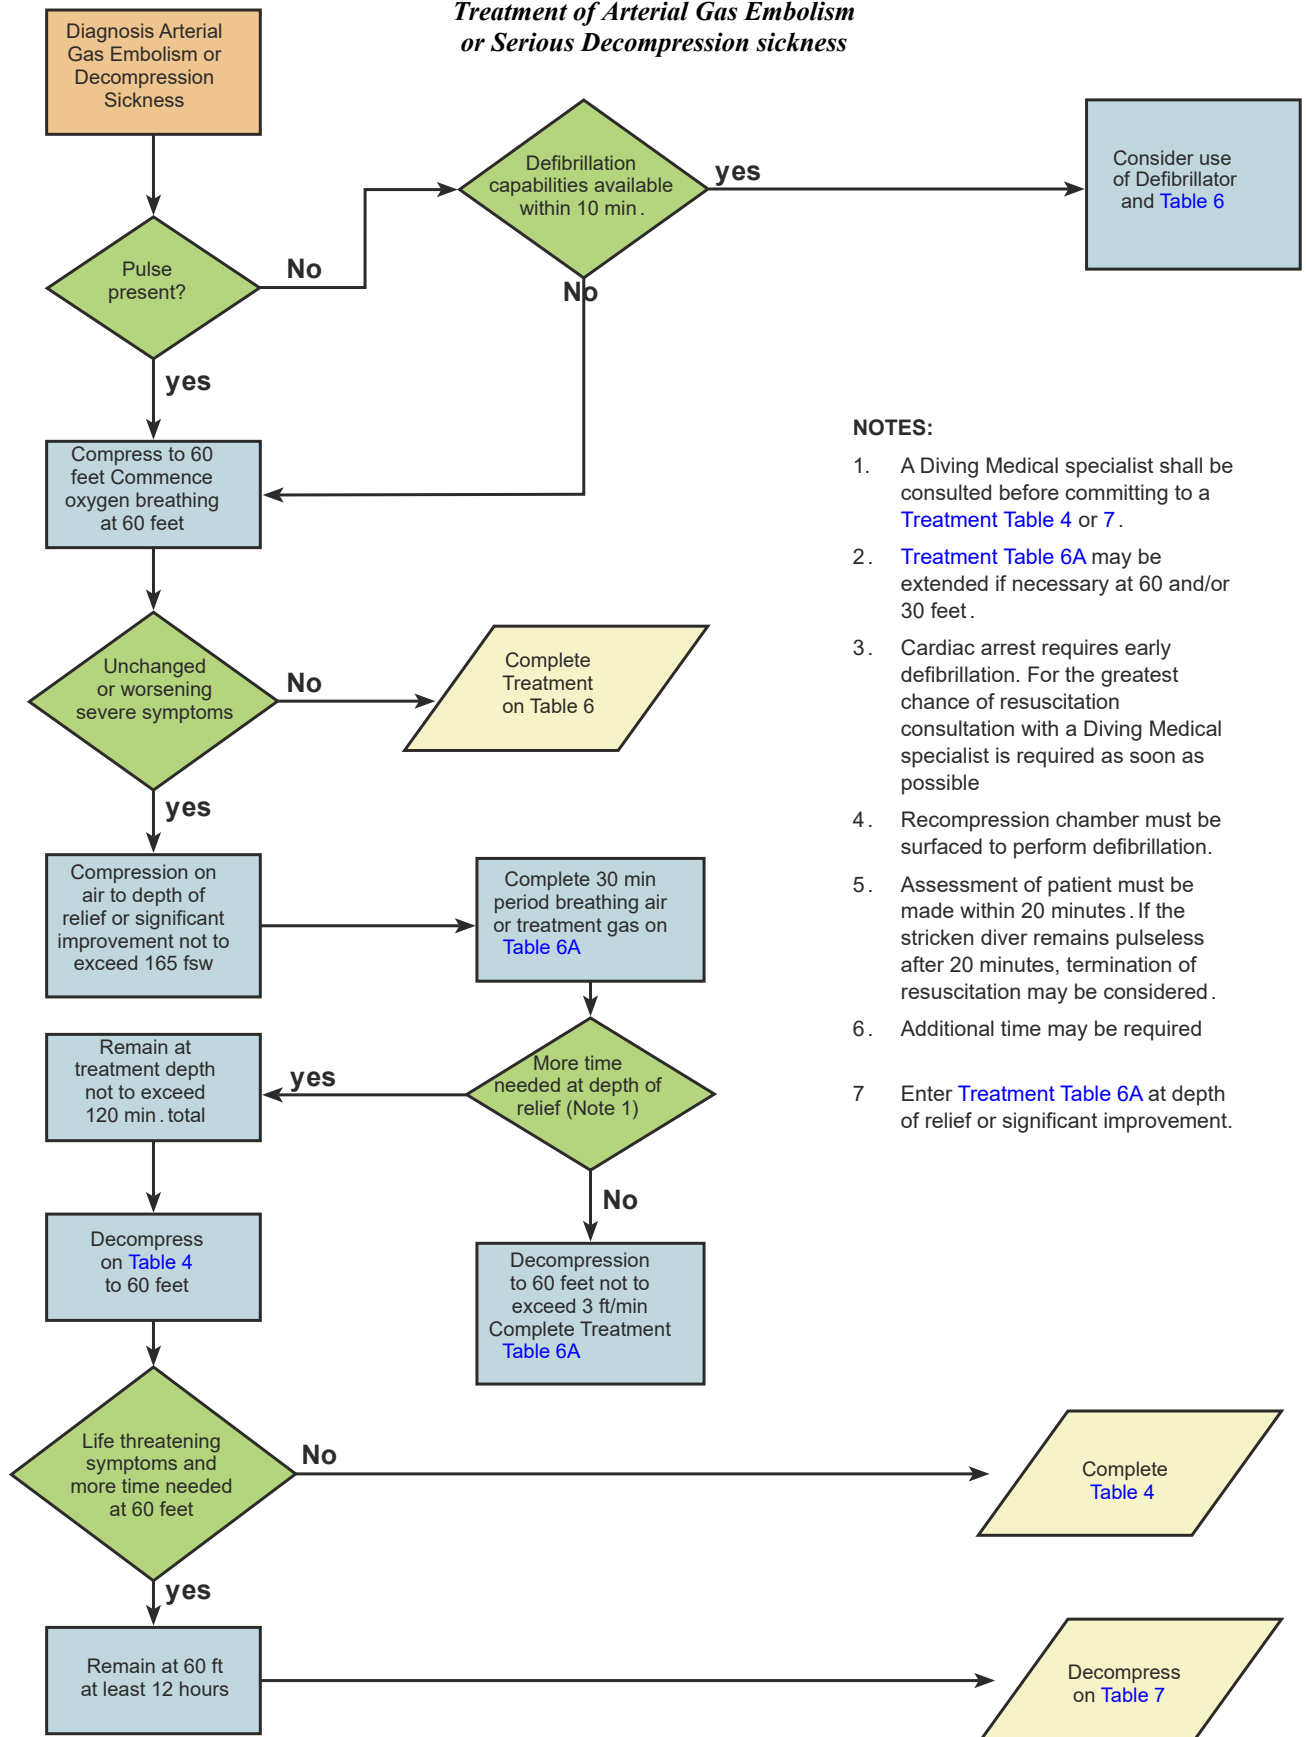 Treatment of Arterial Gas Embolism
or Serious Decompression sickness
Diagnosis Arterial
Gas Embolism or
Decompression
Sickness
Defibrillation
capabilities available
within 10 min.
yes
Consider use
of Defibrillator
and Table 6
Pulse
present?
No
No
yes
Compress to 60
feet Commence
oxygen breathing
at 60 feet
Unchanged
or worsening
severe symptoms
No
Complete
Treatment
on Table 6
yes
Compression on
air to depth of
relief or significant
improvement not to
exceed 165 fsw
Complete 30 min
period breathing air
or treatment gas on
Table 6A
More time
needed at depth of
relief (Note 1)
yes
Remain at
treatment depth
not to exceed
120 min. total
No
Decompression
to 60 feet not to
exceed 3 ft/min
Complete Treatment
Table 6A
Decompress
on Table 4
to 60 feet
Life threatening
symptoms and
more time needed
at 60 feet
No
Complete
Table 4
yes
Remain at 60 ft
at least 12 hours
Decompress
on Table 7
NOTES:
1. A Diving Medical specialist shall be
consulted before committing to a
Treatment Table 4 or 7.
2. Treatment Table 6A may be
extended if necessary at 60 and/or
30 feet.
3. Cardiac arrest requires early
defibrillation. For the greatest
chance of resuscitation
consultation with a Diving Medical
specialist is required as soon as
possible
4. Recompression chamber must be
surfaced to perform defibrillation.
5. Assessment of patient must be
made within 20 minutes. If the
stricken diver remains pulseless
after 20 minutes, termination of
resuscitation may be considered.
6. Additional time may be required
7 Enter Treatment Table 6A at depth
of relief or significant improvement.